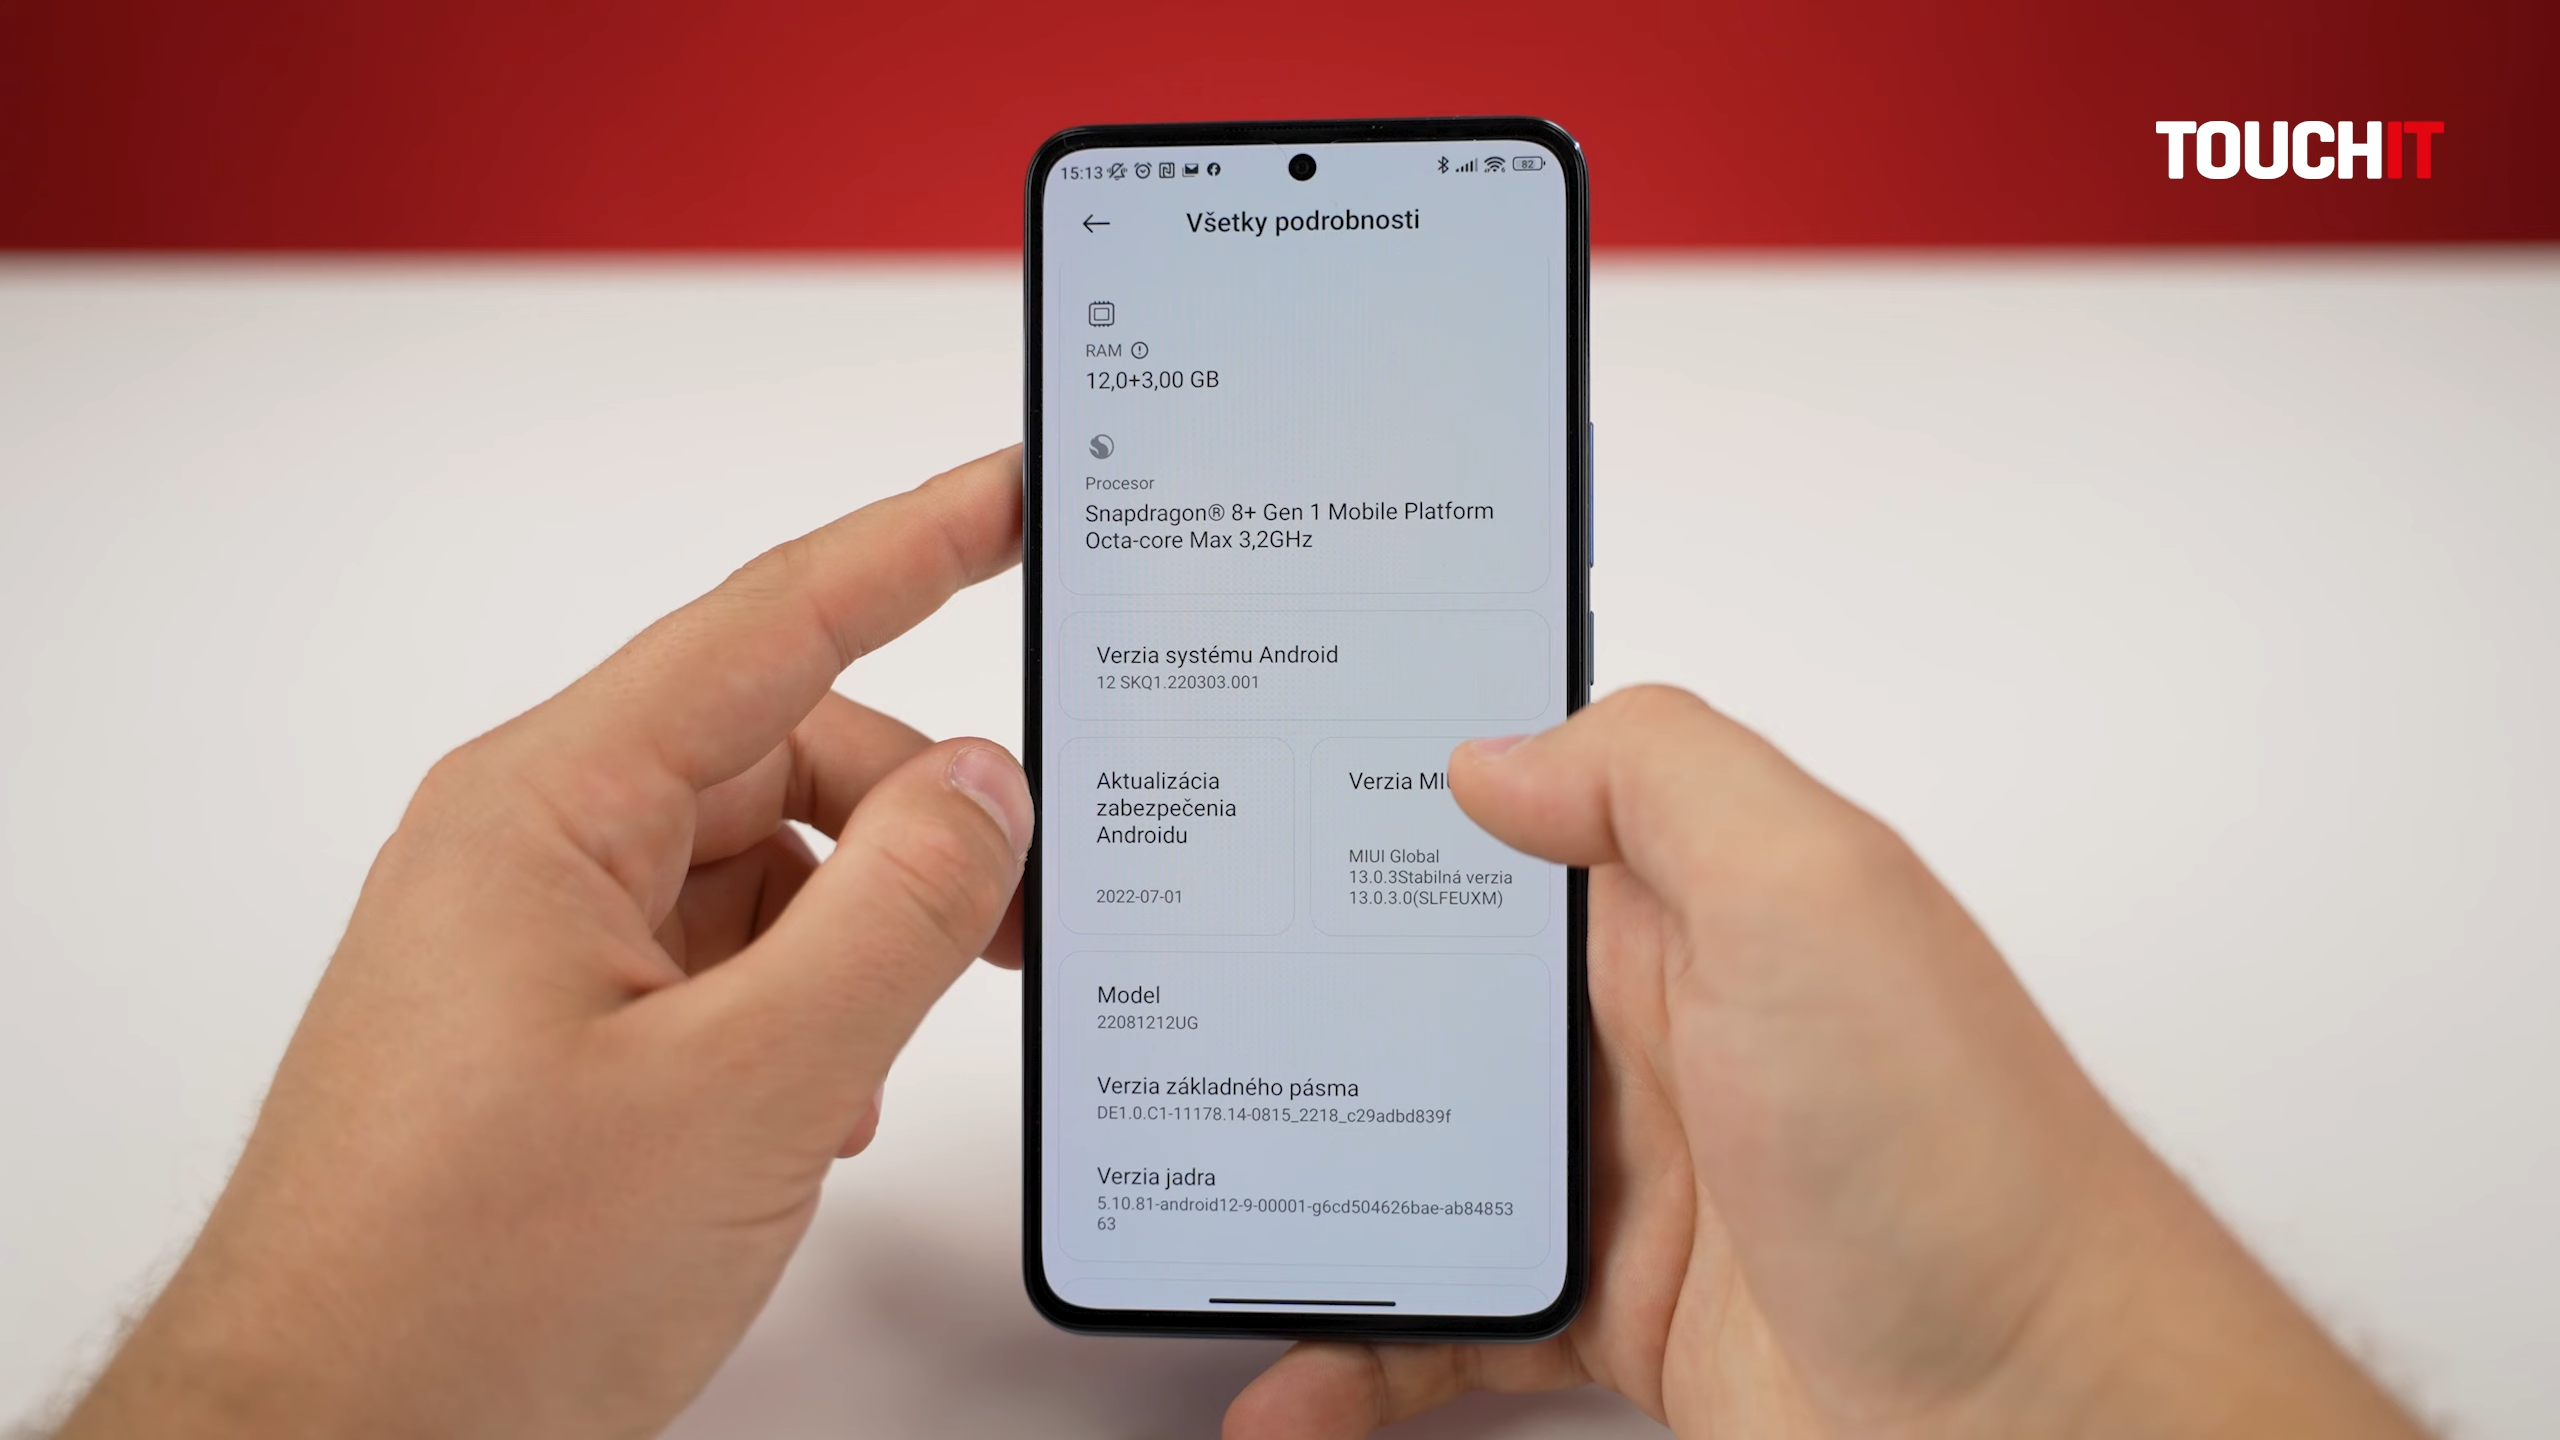 TOUCHIT
15:13
82
Všetky podrobnosti
RAM
12,0+3,00 GB
Procesor
Snapdragon® 8+ Gen 1 Mobile Platform
Octa-core Max 3,2GHz
Verzia systému Android
12 SKQ1.220303.001
Aktualizácia
zabezpečenia
Androidu
2022-07-01
Verzia
MIUI Global
13.0.3Stabilná verzia
13.0.3.0(SLFEUXM)
Model
22081212UG
Verzia základného pásma
DE1.0.C1-11178.14-0815_2218_c29adbd839f
Verzia jadra
5.10.81-android12-9-00001-g6cd504626bae-ab84853
63